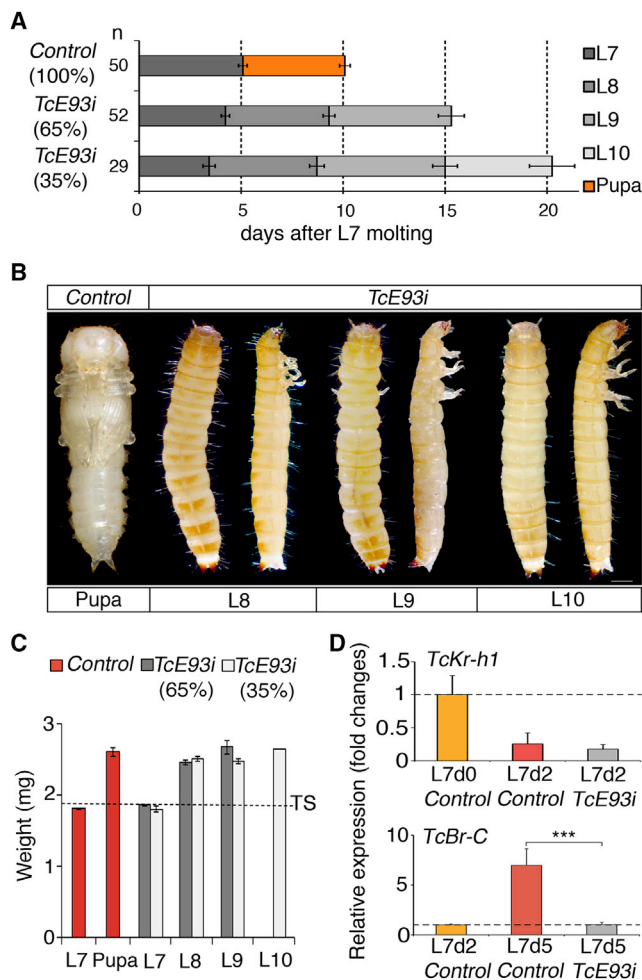 A
n
Control
(100%)
50
TcE93i
(65%)
52
TcE93i
(35%)
29
5
10
15
20
days after L7 molting
L7
L8
L9
L10
Pupa
B
Control
TcE93i
Pupa
L8
L9
L10
C
Control
TcE93i
(65%)
TcE93i
(35%)
Weight (mg)
3
2
1
0
TS
L7
Pupa
L7
L8
L9
L10
D
Relative expression (fold changes)
TcKr-h1
1.5
1
0.5
0
L7d0
L7d2
L7d2
Control
Control
TcE93i
TcBr-C
10
5
0
***
L7d2
L7d5
L7d5
Control
Control
TcE93i